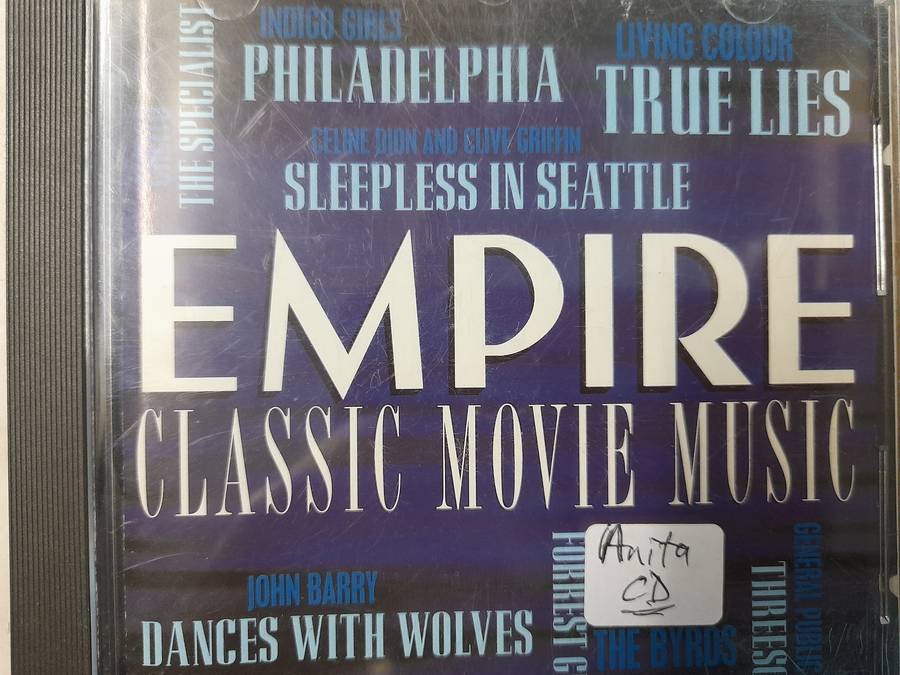 THE SPECIALIST
INDIGO GIRLS
PHILADELPHIA
LIVING COLOUR
TRUE LIES
CELINE DION AND CLIVE GRIFFIN
SLEEPLESS IN SEATTLE
EMPIRE
CLASSIC MOVIE MUSIC
JOHN BARRY
DANCES WITH WOLVES
FORREST G
Anita
CD
THE BYRDS
THREES
GENERAL PUBLIC